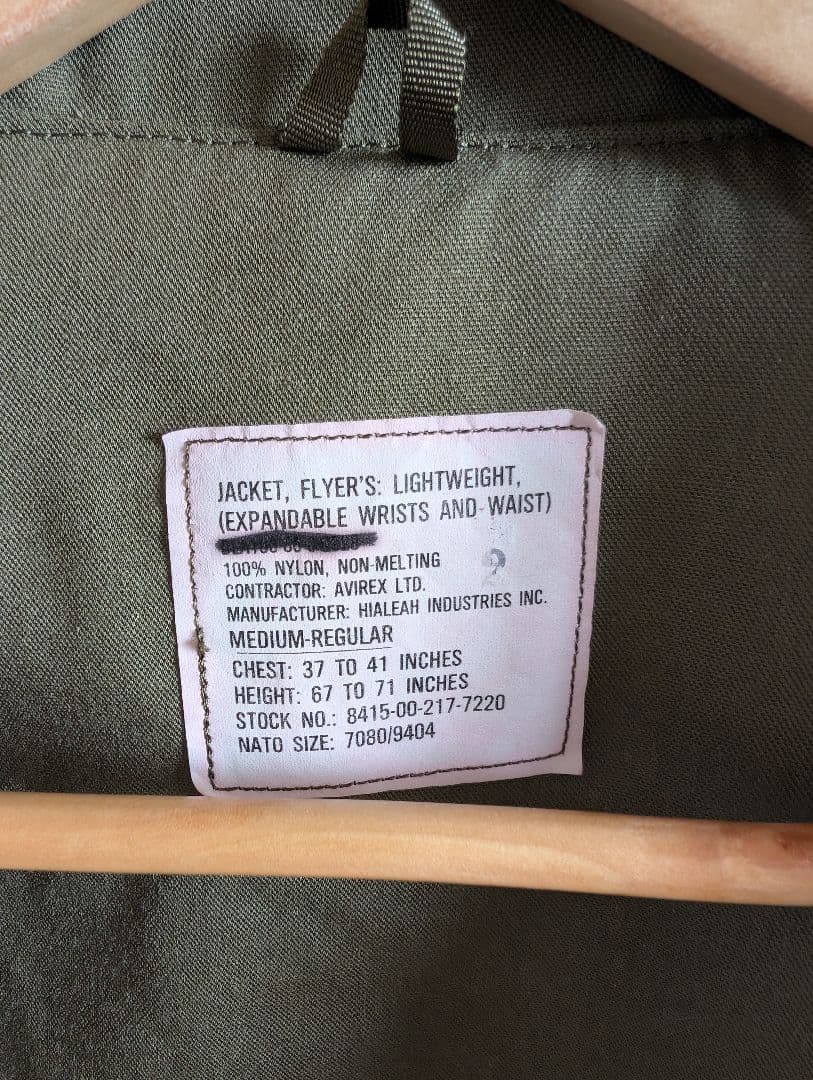 JACKET, FLYER'S: LIGHTWEIGHT,
(EXPANDABLE WRISTS AND WAIST)
100% NYLON, NON-MELTING
2
CONTRACTOR: AVIREX LTD.
MANUFACTURER: HIALEAH INDUSTRIES INC.
MEDIUM-REGULAR
CHEST: 37 TO 41 INCHES
HEIGHT: 67 TO 71 INCHES
STOCK NO.: 8415-00-217-7220
NATO SIZE: 7080/9404